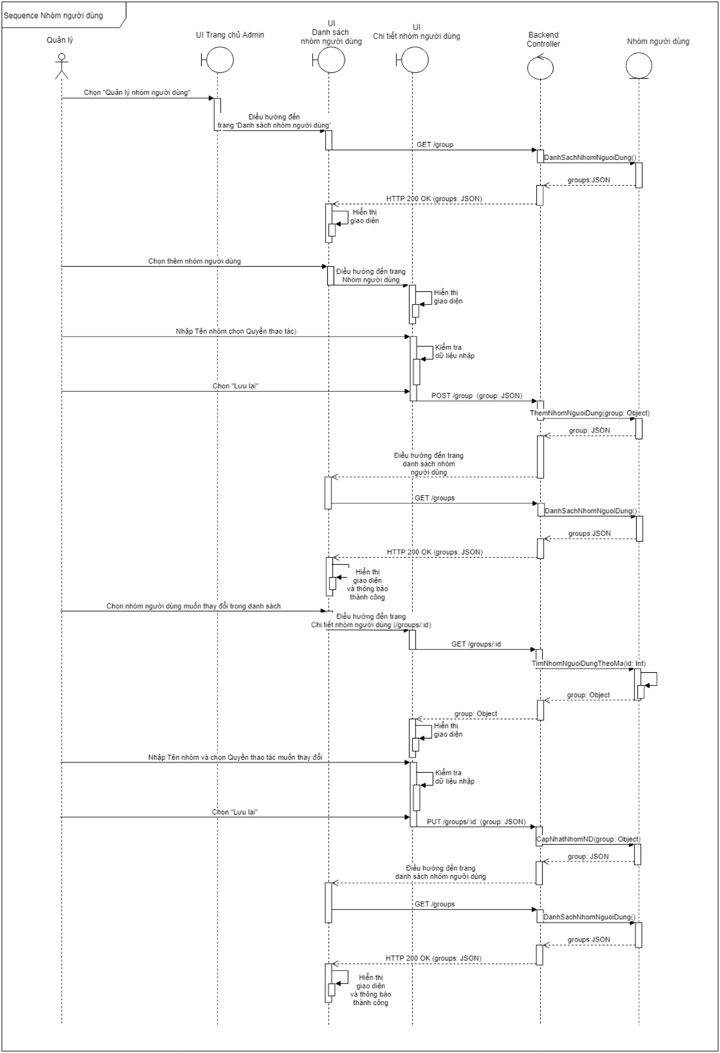 Sequence Nhóm người dùng
Quản lý
UI Trang chủ Admin
UI
Danh sách
nhóm người dùng
UI
Chi tiết nhóm người dùng
Backend
Controller
Nhóm người dùng
Chọn "Quản lý nhóm người dùng"
Điều hướng đến
trang 'Danh sách nhóm người dùng'
GET /group
DanhSachNhomNguoiDung()
groups:JSON
HTTP 200 OK (groups: JSON)
Hiển thị
giao diện
Chọn thêm nhóm người dùng
Điều hướng đến trang
Nhóm người dùng
Hiển thị
giao diện
Nhập Tên nhóm chọn Quyền thao tác)
Kiểm tra
dữ liệu nhập
Chọn "Lưu lại"
POST /group (group: JSON)
ThemNhomNguoiDung(group: Object)
group: JSON
Điều hướng đến trang
danh sách nhóm
người dùng
GET /groups
DanhSachNhomNguoiDung()
groups:JSON
HTTP 200 OK (groups: JSON)
Hiển thị
giao diện
và thông báo
thành công
Chọn nhóm người dùng muốn thay đổi trong danh sách
Điều hướng đến trang
Chi tiết nhóm người dùng (/groups/:id)
GET /groups/:id
TimNhomNguoiDungTheoMa(id: Int)
group: Object
group: Object
Hiển thị
giao diện
Nhập Tên nhóm và chọn Quyền thao tác muốn thay đổi
Kiểm tra
dữ liệu nhập
Chọn "Lưu lại"
PUT /groups/:id (group: JSON)
CapNhatNhomND(group: Object)
group: JSON
Điều hướng đến trang
danh sách nhóm người dùng
GET /groups
DanhSachNhomNguoiDung()
groups:JSON
HTTP 200 OK (groups: JSON)
Hiển thị
giao diện
và thông báo
thành công